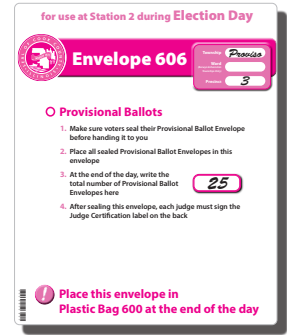 for use at Station 2 during Election Day
Envelope 606
Township Proviso
Ward
Precinct 3
Provisional Ballots
1. Make sure voters seal their Provisional Ballot Envelope
before handing it to you
2. Place all sealed Provisional Ballot Envelopes in this
envelope
3. At the end of the day, write the
total number of Provisional Ballot
Envelopes here
25
4. After sealing this envelope, each judge must sign the
Judge Certification label on the back
! Place this envelope in
Plastic Bag 600 at the end of the day